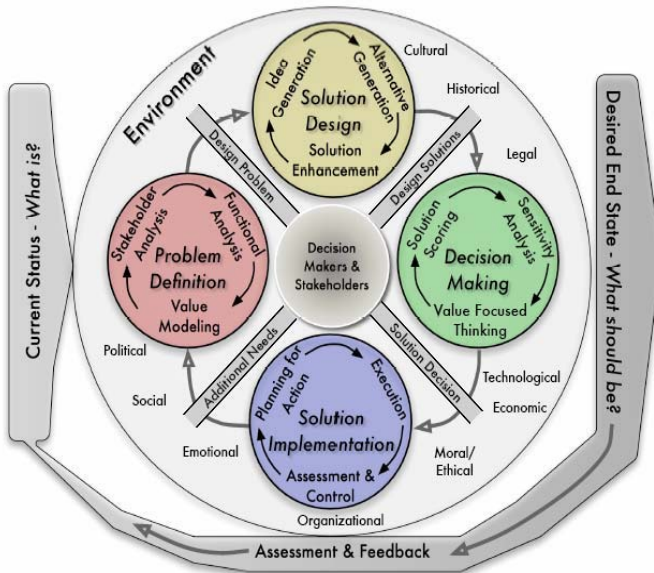 Environment
Cultural
Historical
Legal
Idea
Generation
Alternative
Generation
Solution
Design
Solution
Enhancement
Design Problem
Design Solutions
Current Status - What is?
Desired End State - What should be?
Stakeholder
Analysis
Functional
Analysis
Problem
Definition
Value
Modeling
Decision
Makers &
Stakeholders
Solution
Scoring
Sensitivity
Analysis
Decision
Making
Value Focused
Thinking
Political
Social
Emotional
Additional Needs
Solution Decision
Planning for
Action
Execution
Solution
Implementation
Assessment &
Control
Technological
Economic
Moral/
Ethical
Organizational
Assessment & Feedback